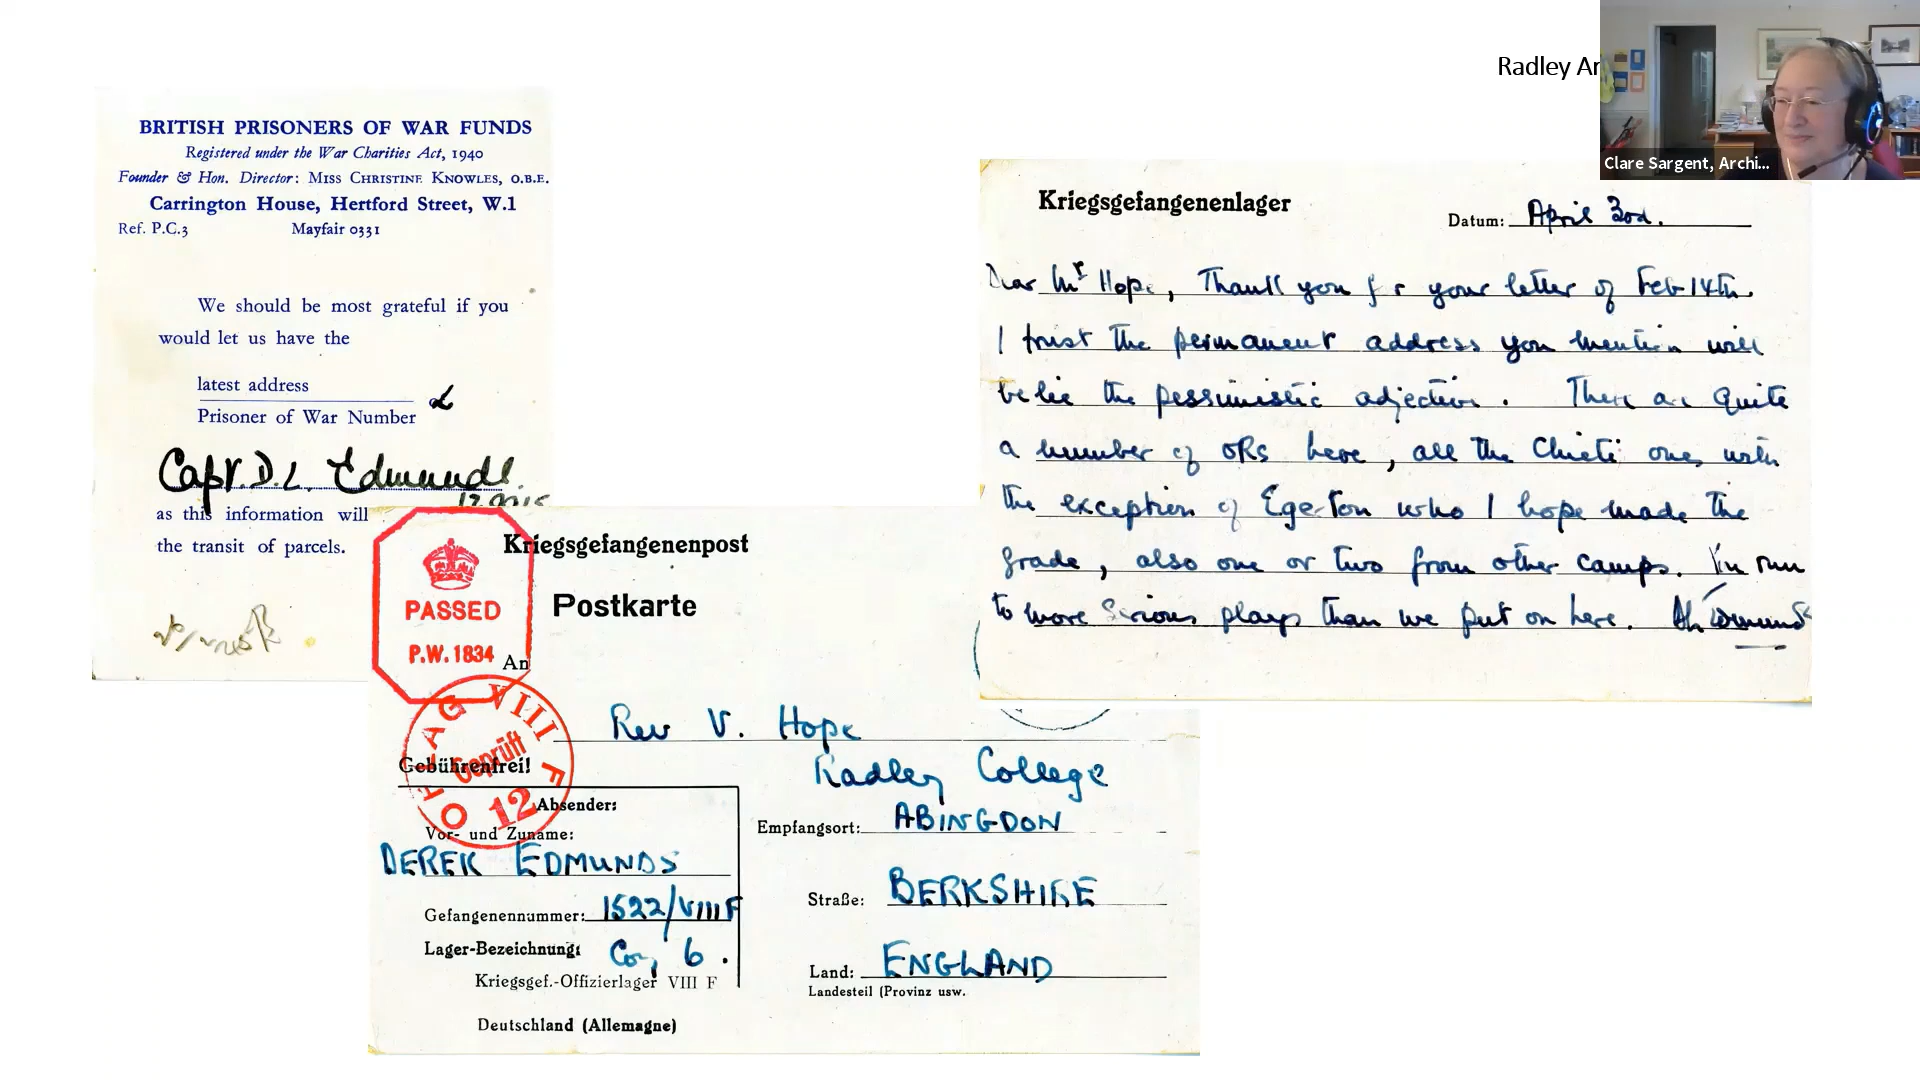 Radley Ar
Clare Sargent, Archi...
BRITISH PRISONERS OF WAR FUNDS
Registered under the War Charities Act, 1940
Founder & Hon. Director: MISS CHRISTINE KNOWLES, O.B.E.
Carrington House, Hertford Street, W.1
Ref. P.C.3 Mayfair 0331
We should be most grateful if you
would let us have the
latest address
Prisoner of War Number
Capt. D. L. Edmunds.
as this information will
the transit of parcels.
PASSED
P.W. 1834
Kriegsgefangenenpost
Postkarte
An
OFLAG VIII F
Geprüft
12
Rev V. Hope
Radley College
Gebührenfrei!
Absender:
Vor- und Zuname:
DEREK EDMUNDS
Gefangenennummer: 1522/VIII F
Lager-Bezeichnung: Coy 6.
Kriegsgef.-Offizierlager VIII F
Deutschland (Allemagne)
Empfangsort: ABINGDON
Straße: BERKSHIRE
Land: ENGLAND
Landesteil (Provinz usw.
Kriegsgefangenenlager
Datum: April 3rd.
Dear Mr Hope, Thank you for your letter of Feb 14th.
I trust the permanent address you mention will
belie the pessimistic adjective. There are quite
a number of ORs here, all the Chieti ones with
the exception of Egerton who I hope made the
grade, also one or two from other camps. You run
to more serious plays than we put on here. Edmunds